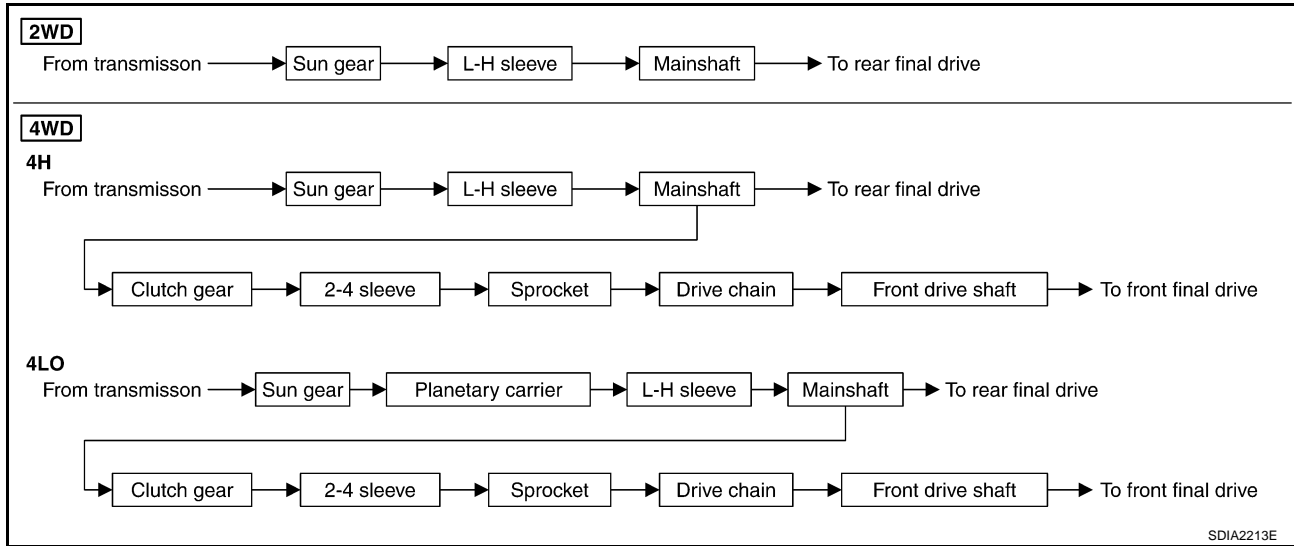 2WD
From transmisson Sun gear L-H sleeve Mainshaft To rear final drive
4WD
4H
From transmisson Sun gear L-H sleeve Mainshaft To rear final drive
Clutch gear 2-4 sleeve Sprocket Drive chain Front drive shaft To front final drive
4LO
From transmisson Sun gear Planetary carrier L-H sleeve Mainshaft To rear final drive
Clutch gear 2-4 sleeve Sprocket Drive chain Front drive shaft To front final drive
SDIA2213E